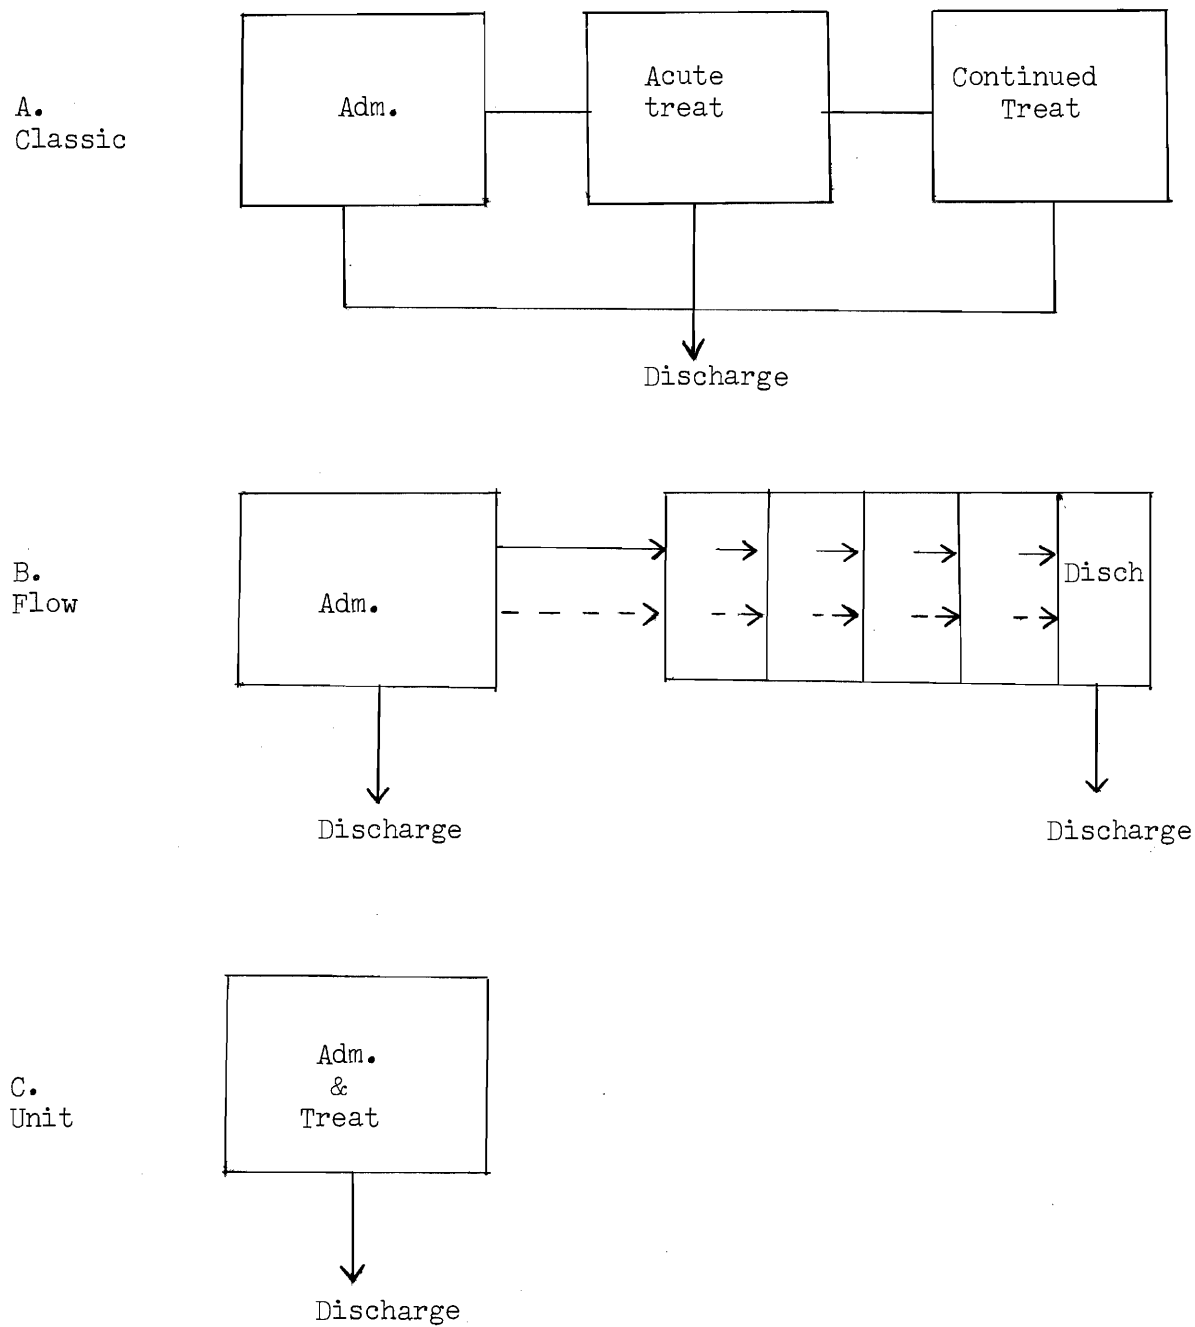 A.
Classic
Adm.
Acute
treat
Continued
Treat
Discharge
B.
Flow
Adm.
Disch
Discharge
Discharge
C.
Unit
Adm.
&
Treat
Discharge